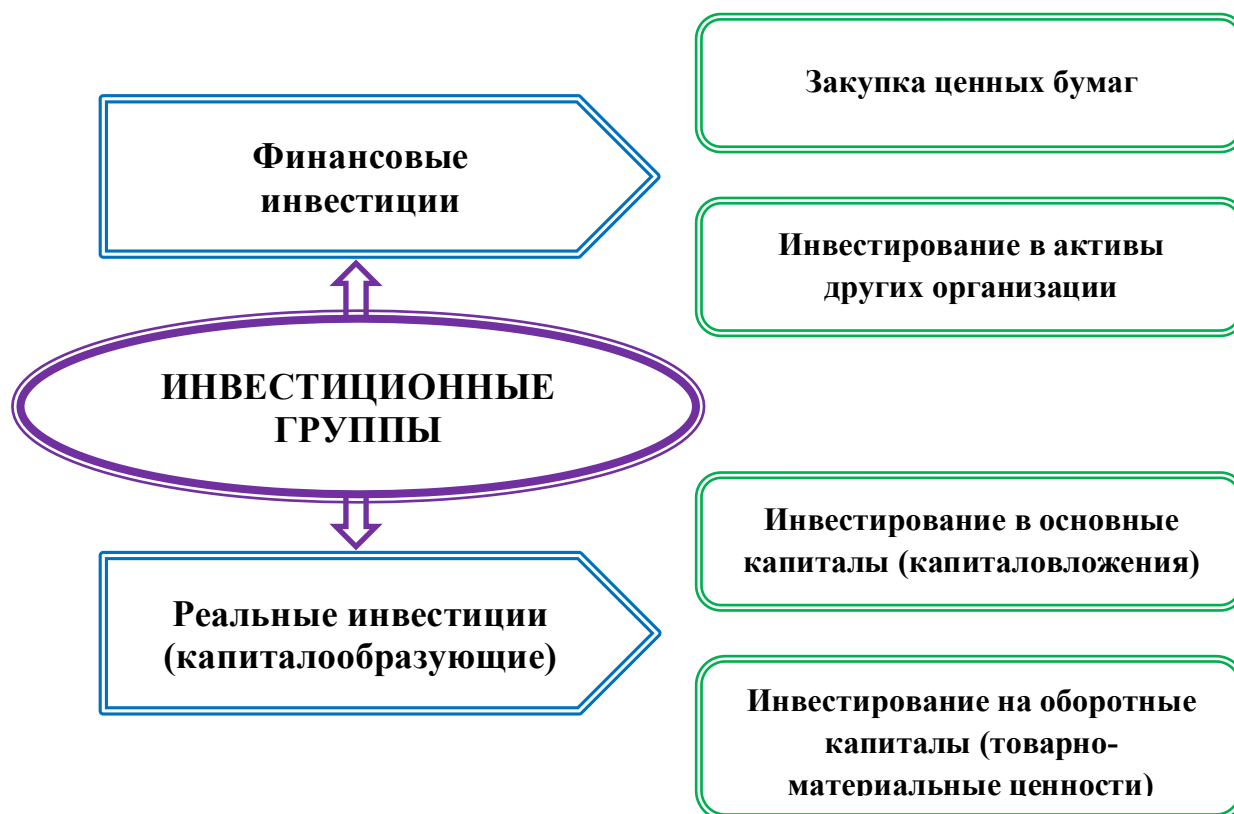 Закупка ценных бумаг
Финансовые
инвестиции
Инвестирование в активы
других организации
ИНВЕСТИЦИОННЫЕ
ГРУППЫ
Инвестирование в основные
капиталы (капиталовложения)
Реальные инвестиции
(капиталообразующие)
Инвестирование на оборотные
капиталы (товарно-
материальные ценности)